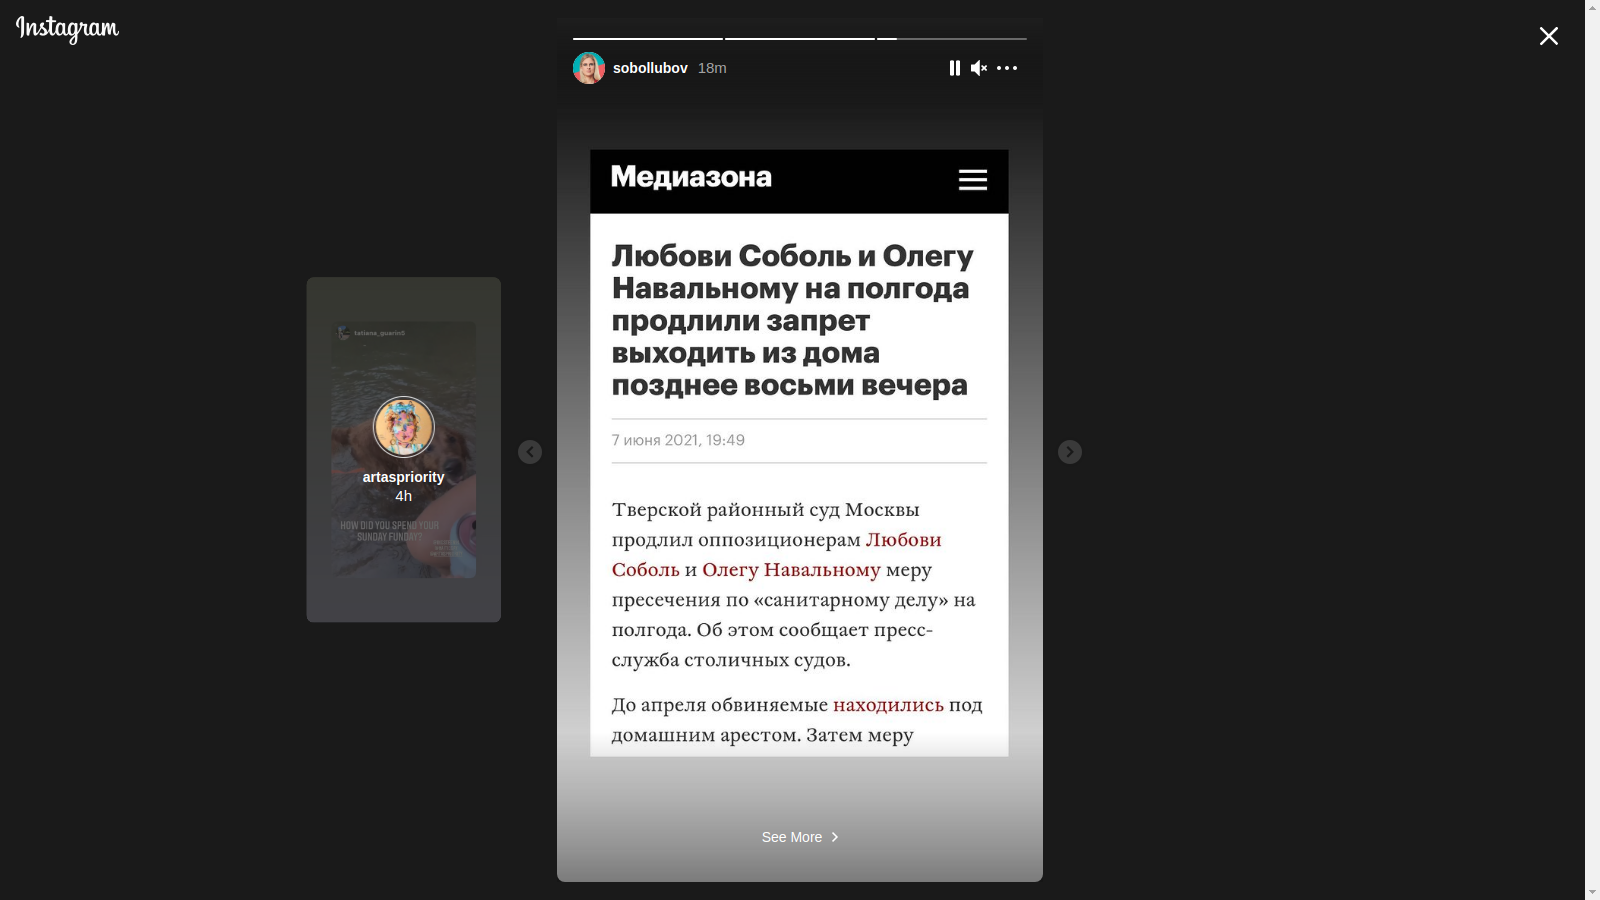 Instagram
sobollubov 18m
Медиазона
Любови Соболь и Олегу
Навальному на полгода
продлили запрет
выходить из дома
позднее восьми вечера
7 июня 2021, 19:49
Тверской районный суд Москвы
продлил оппозиционерам Любови
Соболь и Олегу Навальному меру
пресечения по «санитарному делу» на
полгода. Об этом сообщает пресс-
служба столичных судов.
До апреля обвиняемые находились под
домашним арестом. Затем меру
See More
tatiana_guarin5
artaspriority
4h
HOW DID YOU SPEND YOUR
SUNDAY FUNDAY?